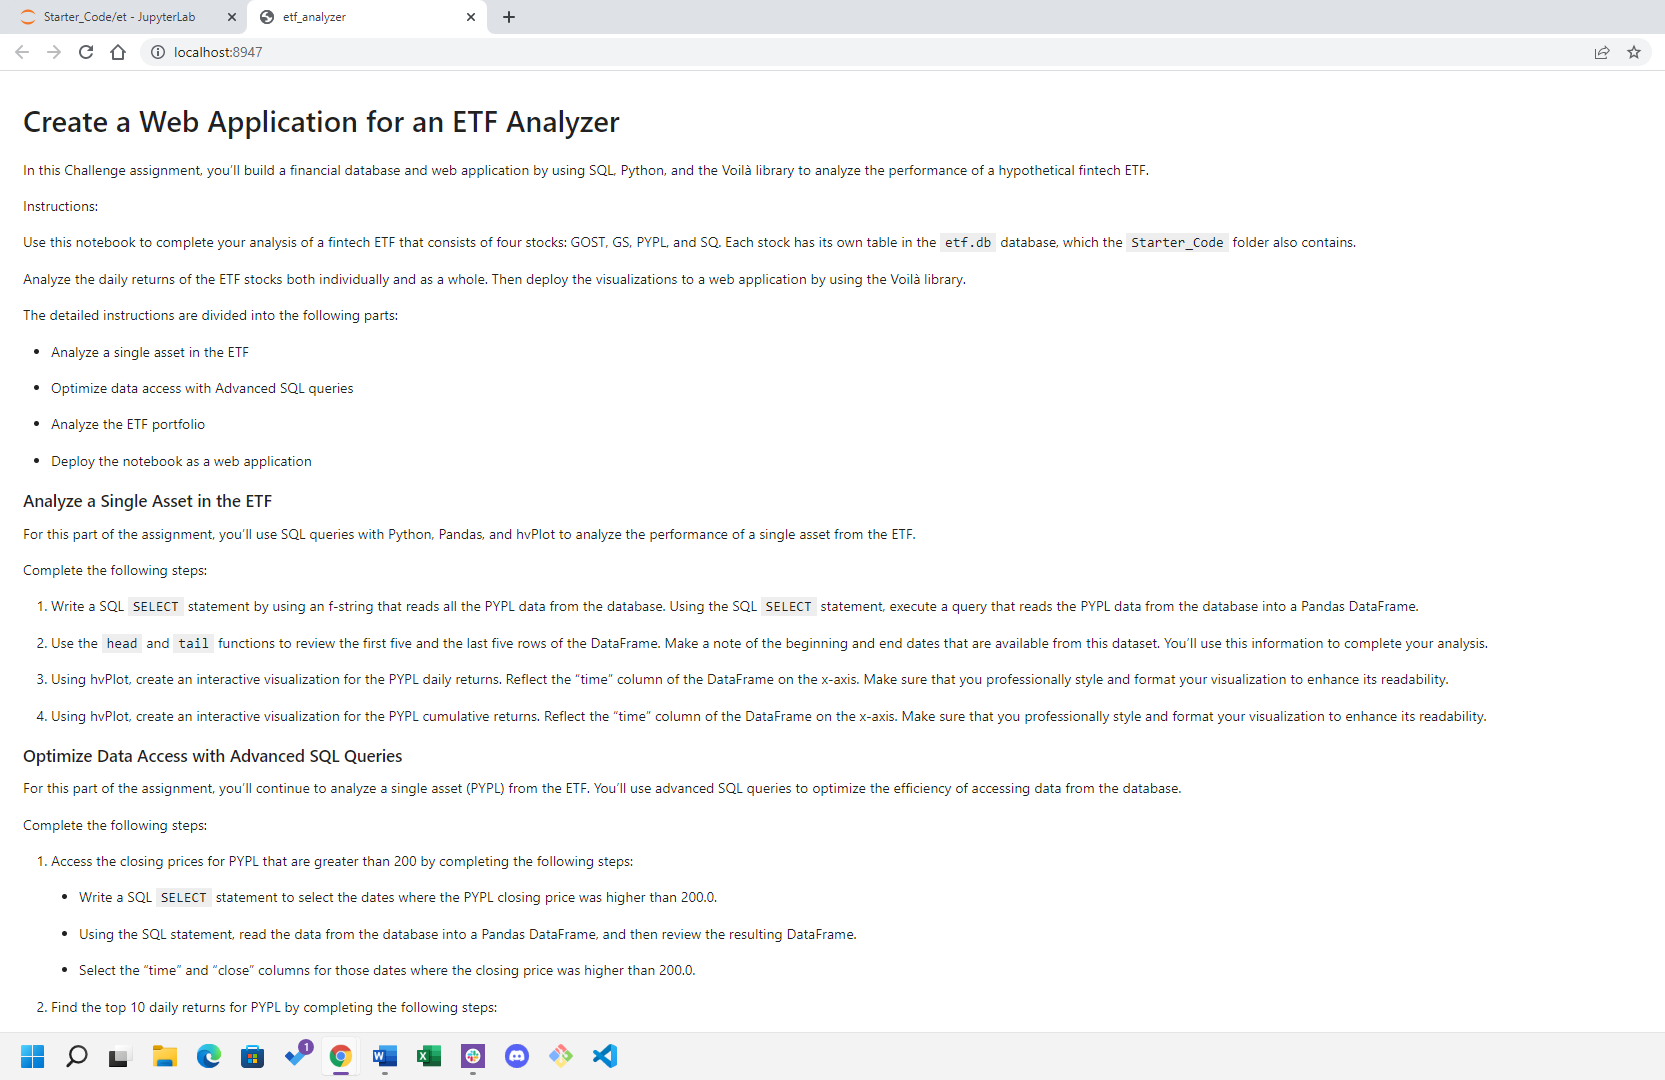 Starter_Code/et - JupyterLab
etf_analyzer
localhost:8947
Create a Web Application for an ETF Analyzer
In this Challenge assignment, you’ll build a financial database and web application by using SQL, Python, and the Voilà library to analyze the performance of a hypothetical fintech ETF.
Instructions:
Use this notebook to complete your analysis of a fintech ETF that consists of four stocks: GOST, GS, PYPL, and SQ. Each stock has its own table in the etf.db database, which the Starter_Code folder also contains.
Analyze the daily returns of the ETF stocks both individually and as a whole. Then deploy the visualizations to a web application by using the Voilà library.
The detailed instructions are divided into the following parts:
• Analyze a single asset in the ETF
• Optimize data access with Advanced SQL queries
• Analyze the ETF portfolio
• Deploy the notebook as a web application
Analyze a Single Asset in the ETF
For this part of the assignment, you’ll use SQL queries with Python, Pandas, and hvPlot to analyze the performance of a single asset from the ETF.
Complete the following steps:
1. Write a SQL SELECT statement by using an f-string that reads all the PYPL data from the database. Using the SQL SELECT statement, execute a query that reads the PYPL data from the database into a Pandas DataFrame.
2. Use the head and tail functions to review the first five and the last five rows of the DataFrame. Make a note of the beginning and end dates that are available from this dataset. You’ll use this information to complete your analysis.
3. Using hvPlot, create an interactive visualization for the PYPL daily returns. Reflect the “time” column of the DataFrame on the x-axis. Make sure that you professionally style and format your visualization to enhance its readability.
4. Using hvPlot, create an interactive visualization for the PYPL cumulative returns. Reflect the “time” column of the DataFrame on the x-axis. Make sure that you professionally style and format your visualization to enhance its readability.
Optimize Data Access with Advanced SQL Queries
For this part of the assignment, you’ll continue to analyze a single asset (PYPL) from the ETF. You’ll use advanced SQL queries to optimize the efficiency of accessing data from the database.
Complete the following steps:
1. Access the closing prices for PYPL that are greater than 200 by completing the following steps:
• Write a SQL SELECT statement to select the dates where the PYPL closing price was higher than 200.0.
• Using the SQL statement, read the data from the database into a Pandas DataFrame, and then review the resulting DataFrame.
• Select the “time” and “close” columns for those dates where the closing price was higher than 200.0.
2. Find the top 10 daily returns for PYPL by completing the following steps:
1